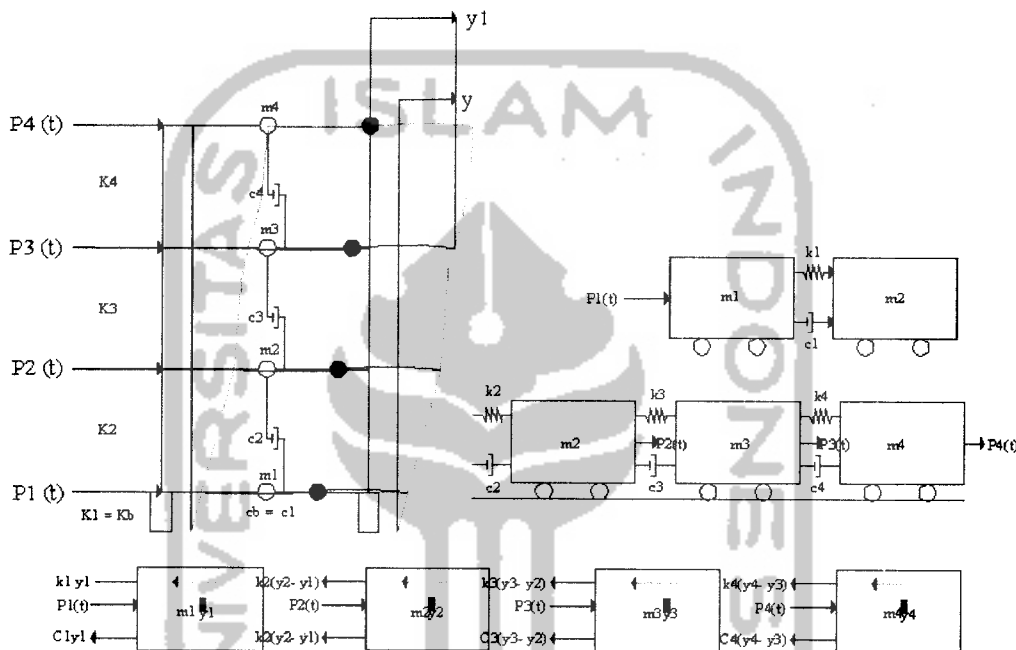 y1
ISLAM
y
m4
P4 (t)
K4
c4
m3
P3 (t)
K3
c3
m2
P2 (t)
K2
c2
m1
P1 (t)
K1 = Kb
cb = c1
UNIVERSITAS
INDONES
k1
P1(t)
m1
m2
c1
k2
k3
k4
m2
P2(t)
m3
P3(t)
m4
P4(t)
c2
c3
c4
k1y1
P1(t)
m1 y1
C1y1
k2(y2- y1)
P2(t)
m2y2
k2(y2- y1)
k3(y3- y2)
P3(t)
m3y3
C3(y3- y2)
k4(y4- y3)
P4(t)
m4y4
C4(y4- y3)